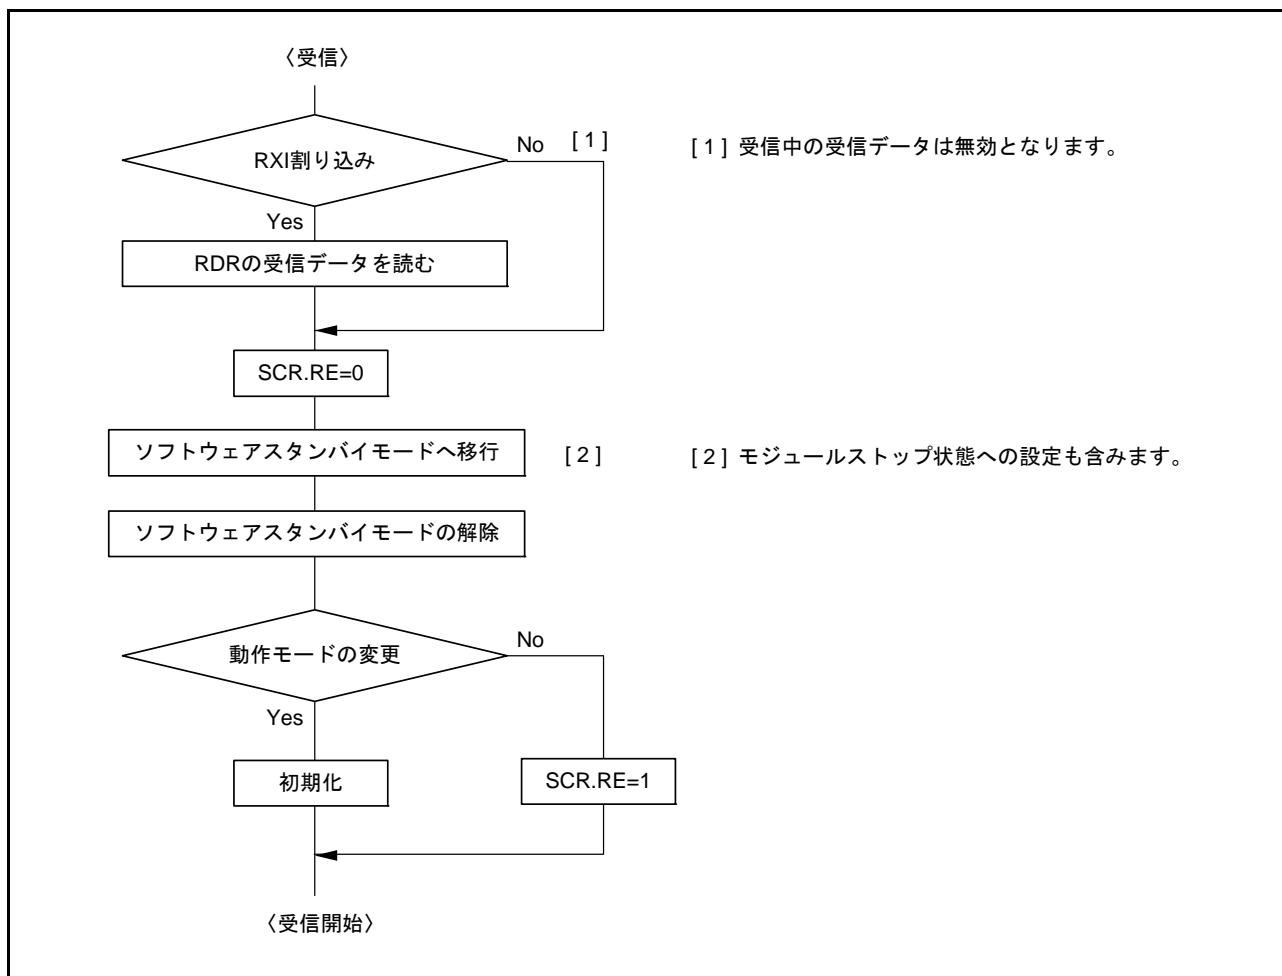 〈受信〉
RXI割り込み
No
[ 1 ]
[ 1 ] 受信中の受信データは無効となります。
Yes
RDRの受信データを読む
SCR.RE=0
ソフトウェアスタンバイモードへ移行
[ 2 ]
[ 2 ] モジュールストップ状態への設定も含みます。
ソフトウェアスタンバイモードの解除
動作モードの変更
No
Yes
初期化
SCR.RE=1
〈受信開始〉